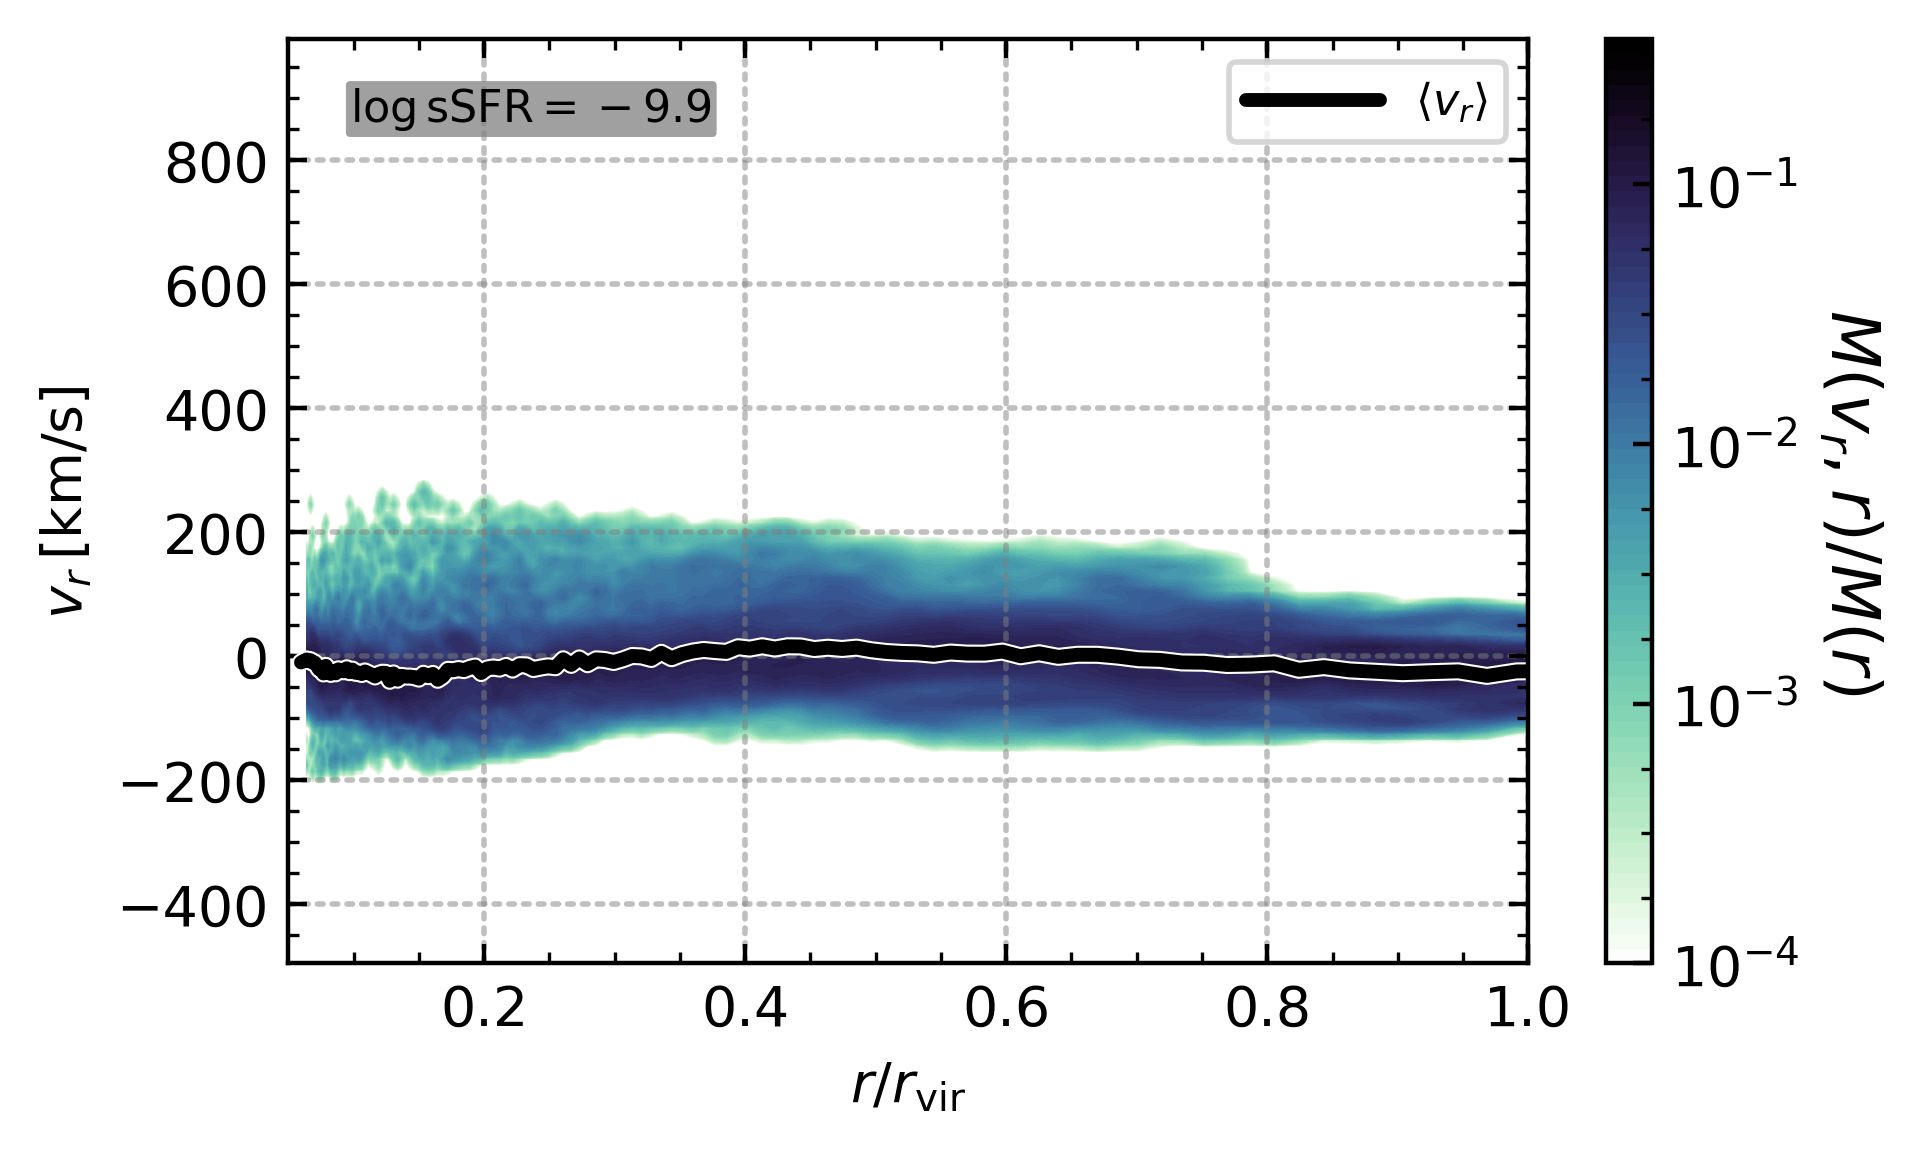 log sSFR = −9.9
⟨v_r⟩
800
600
400
200
0
−200
−400
v_r [km/s]
0.2 0.4 0.6 0.8 1.0
r/r_vir
10^−1
10^−2
10^−3
10^−4
M(v_r, r)/M(r)